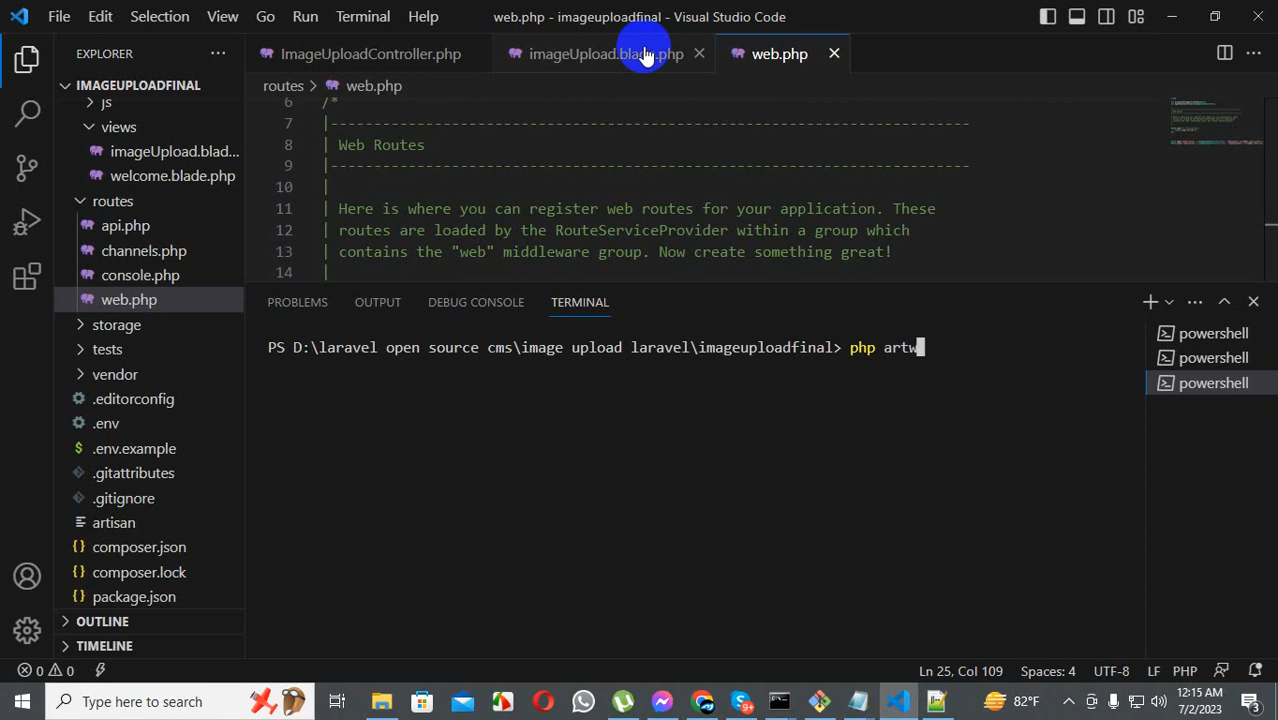 File Edit Selection View Go Run Terminal Help
web.php - imageuploadfinal - Visual Studio Code
EXPLORER
ImageUploadController.php
imageUpload.blade.php
web.php
IMAGEUPLOADFINAL
routes > web.php
js
views
imageUpload.blad...
welcome.blade.php
routes
api.php
channels.php
console.php
web.php
storage
tests
vendor
.editorconfig
.env
.env.example
.gitattributes
.gitignore
artisan
composer.json
composer.lock
package.json
OUTLINE
TIMELINE
6 /*
7 |--------------------------------------------------------------------------
8 | Web Routes
9 |--------------------------------------------------------------------------
10 |
11 | Here is where you can register web routes for your application. These
12 | routes are loaded by the RouteServiceProvider within a group which
13 | contains the "web" middleware group. Now create something great!
14 |
PROBLEMS OUTPUT DEBUG CONSOLE TERMINAL
PS D:\laravel open source cms\image upload laravel\imageuploadfinal> php artw
powershell
powershell
powershell
0 0
Ln 25, Col 109 Spaces: 4 UTF-8 LF PHP
Type here to search
9+
82°F
12:15 AM
7/2/2023
3